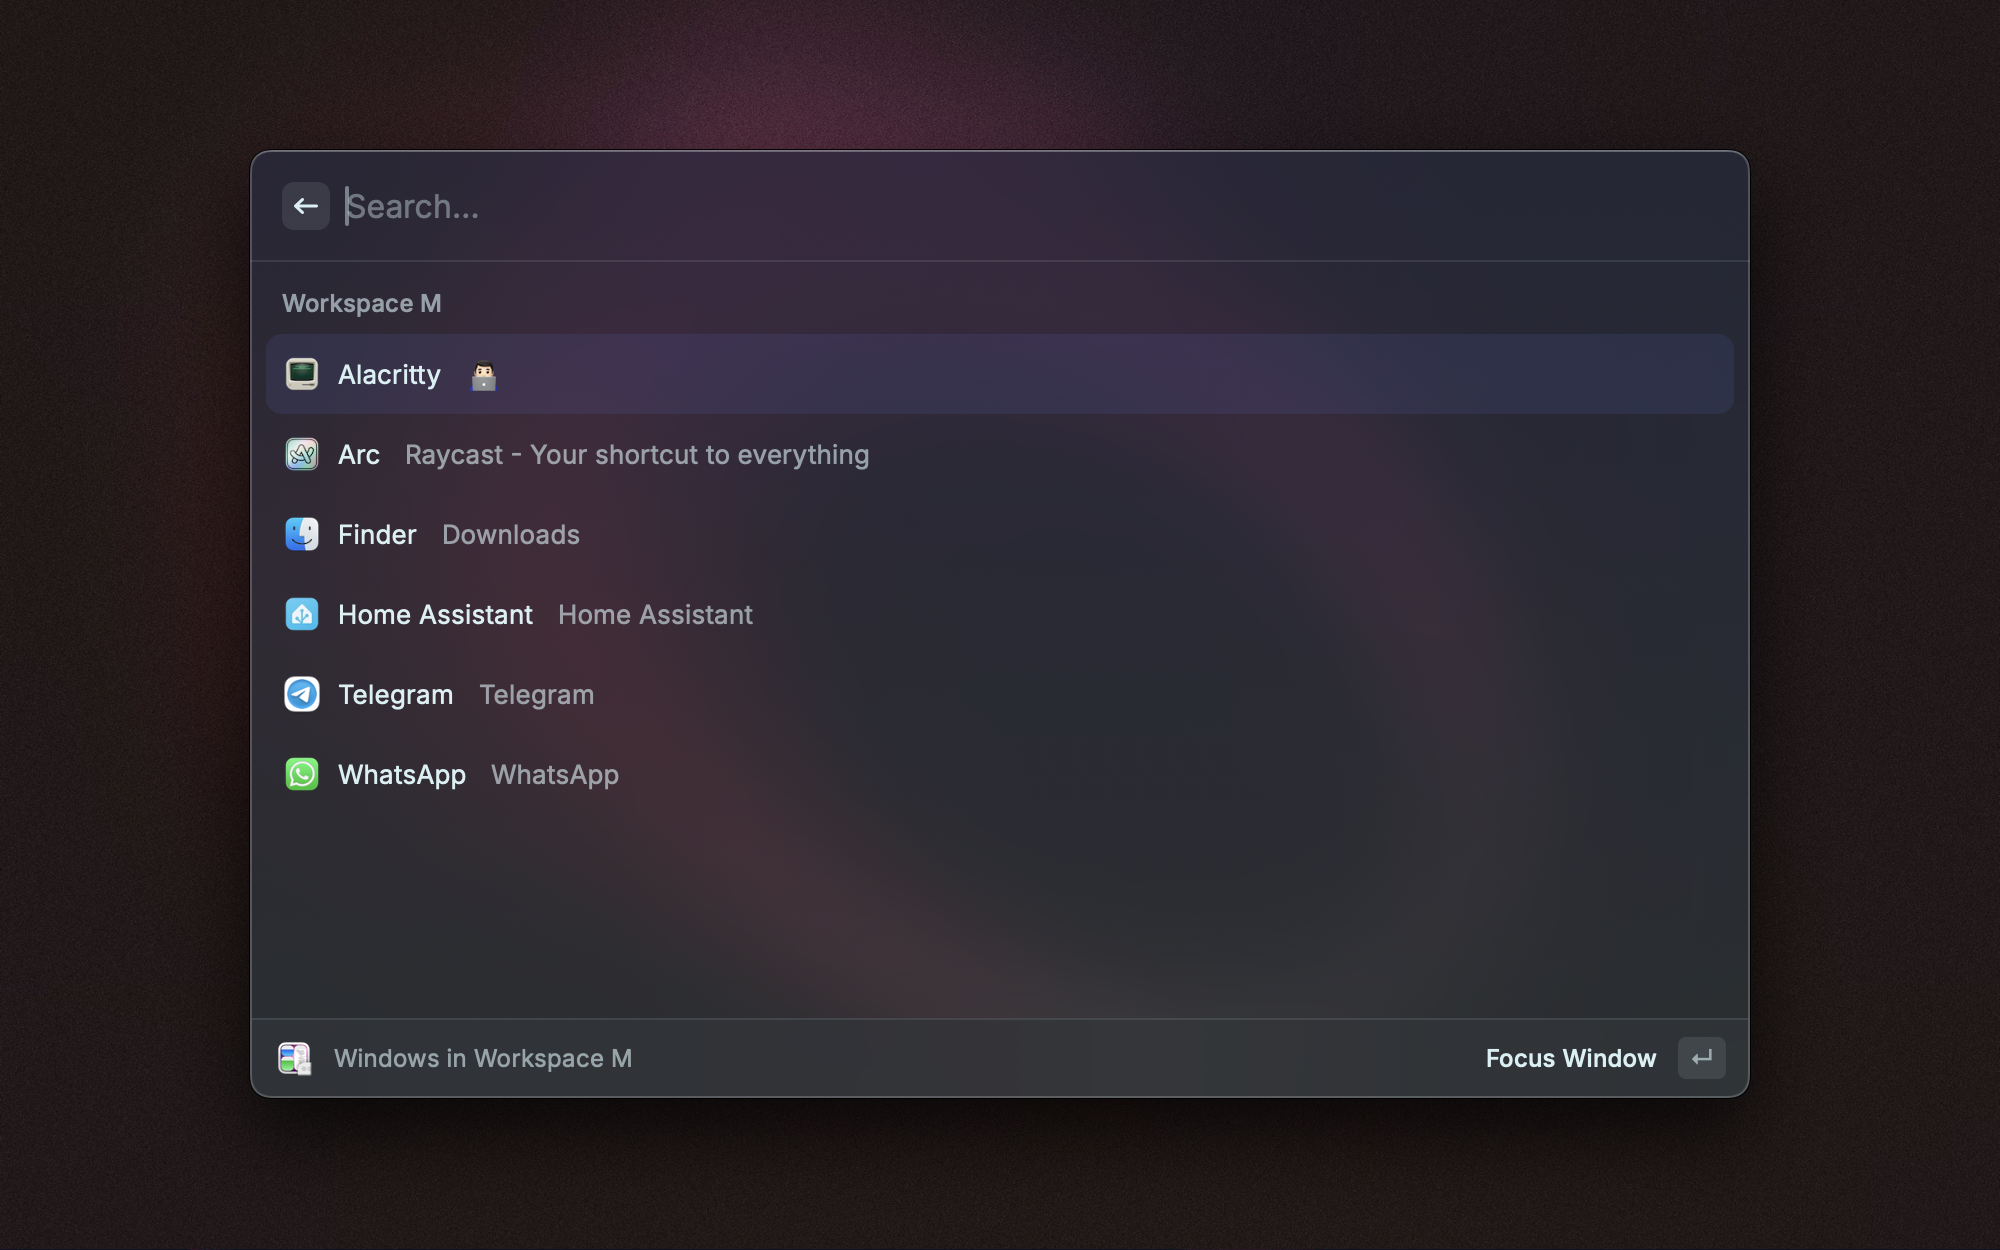 Search...
Workspace M
Alacritty 👨🏻‍💻
Arc Raycast - Your shortcut to everything
Finder Downloads
Home Assistant Home Assistant
Telegram Telegram
WhatsApp WhatsApp
Windows in Workspace M Focus Window